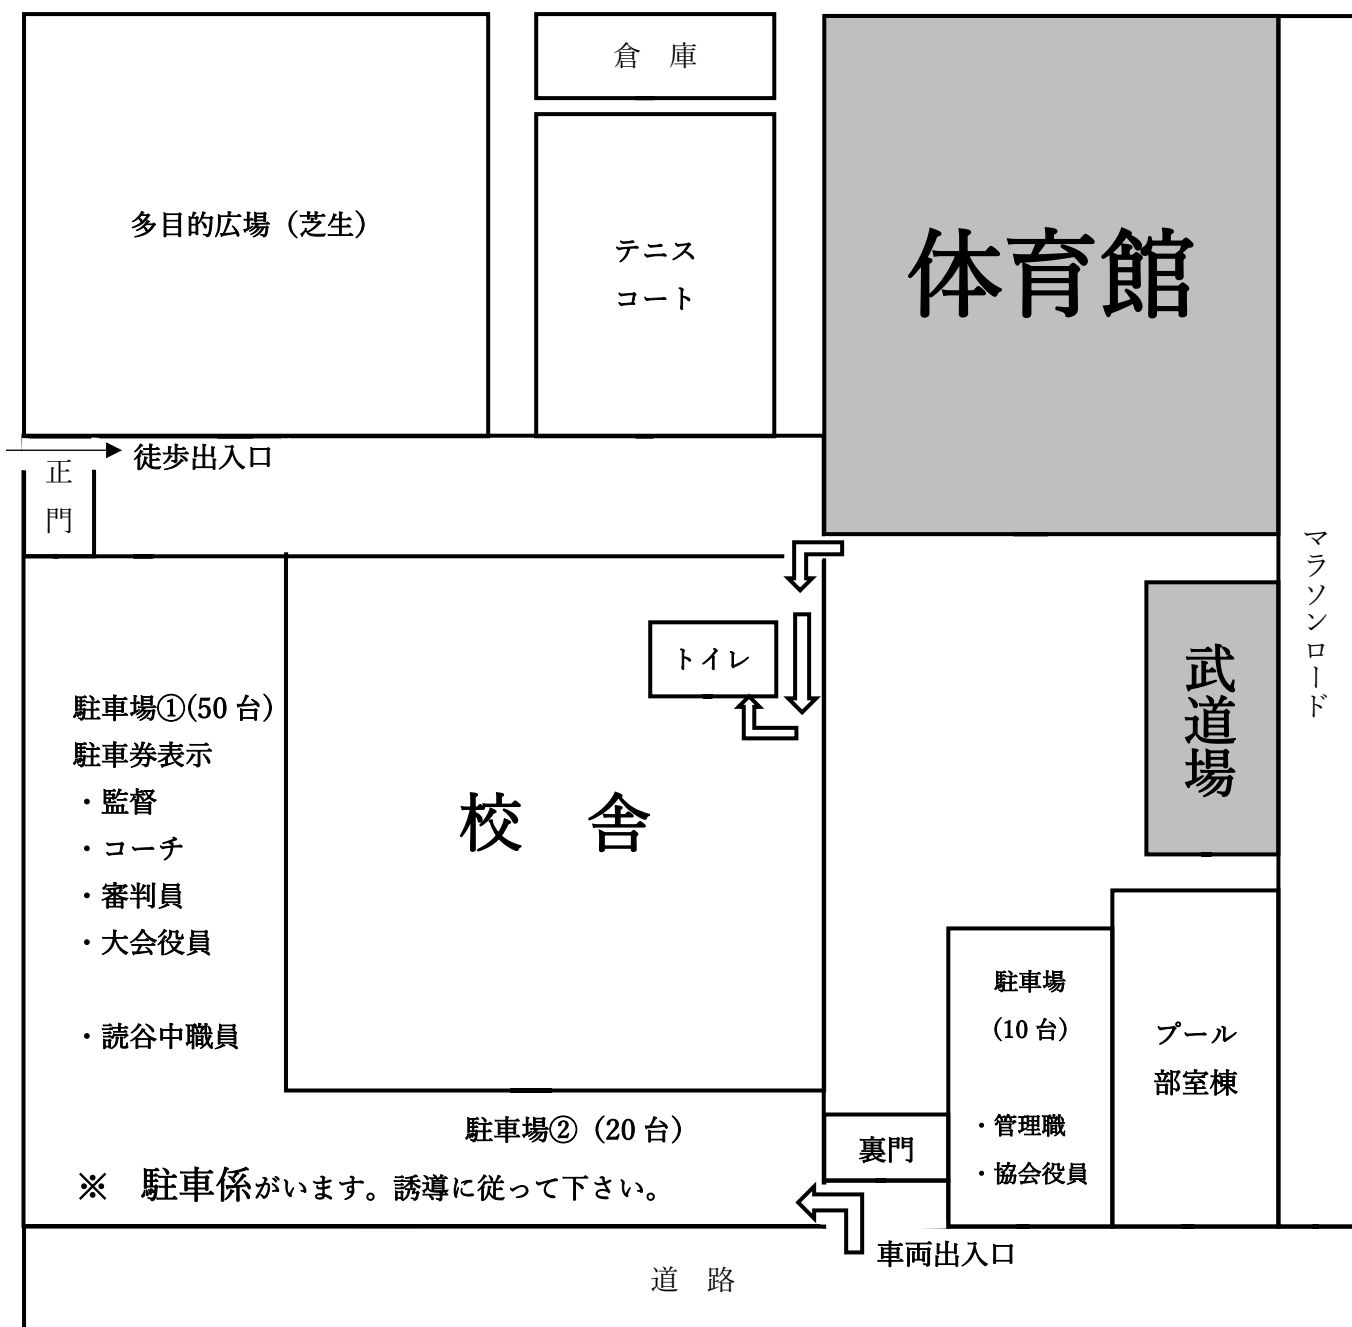 倉　庫
多目的広場（芝生）
テニス
コート
体育館
徒歩出入口
正
門
マラソンロード
トイレ
武道場
駐車場①(50 台)
駐車券表示
・監督
・コーチ
・審判員
・大会役員
・読谷中職員
校　舎
駐車場
(10 台)
・管理職
・協会役員
プール
部室棟
駐車場②（20 台）
裏門
※　駐車係がいます。誘導に従って下さい。
車両出入口
道　路